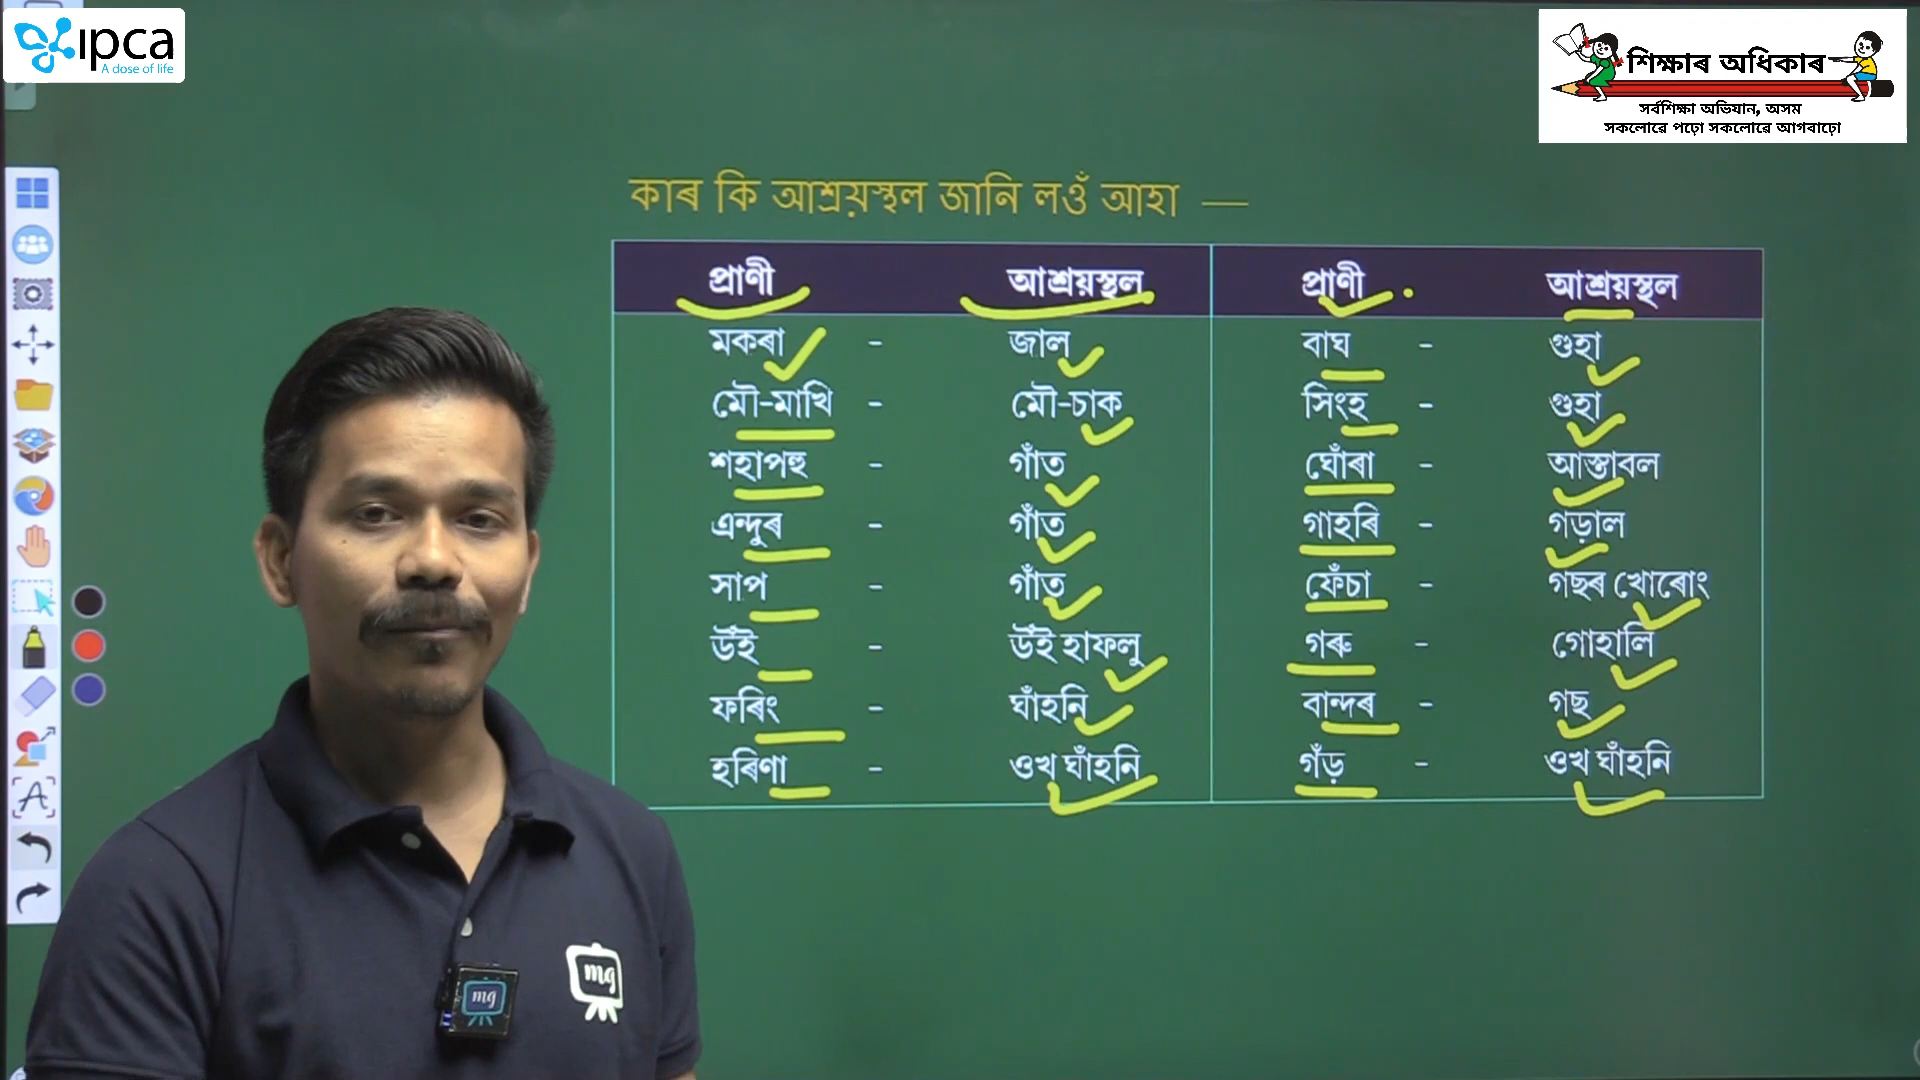 ipca
A dose of life
শিক্ষাৰ অধিকাৰ
সৰ্বশিক্ষা অভিযান, অসম
সকলোৱে পঢ়ো সকলোৱে আগবাঢ়ো
কাৰ কি আশ্ৰয়স্থল জানি লওঁ আহা —
প্ৰাণী আশ্ৰয়স্থল প্ৰাণী আশ্ৰয়স্থল
মকৰা - জাল বাঘ - গুহা
মৌ-মাখি - মৌ-চাক সিংহ - গুহা
শহাপহু - গাঁত ঘোঁৰা - আস্তাবল
এন্দুৰ - গাঁত গাহৰি - গড়াল
সাপ - গাঁত ফেঁচা - গছৰ খোৰোং
উঁই - উঁই হাফলু গৰু - গোহালি
ফৰিং - ঘাঁহনি বান্দৰ - গছ
হৰিণা - ওখ ঘাঁহনি গঁড় - ওখ ঘাঁহনি
mg
mg